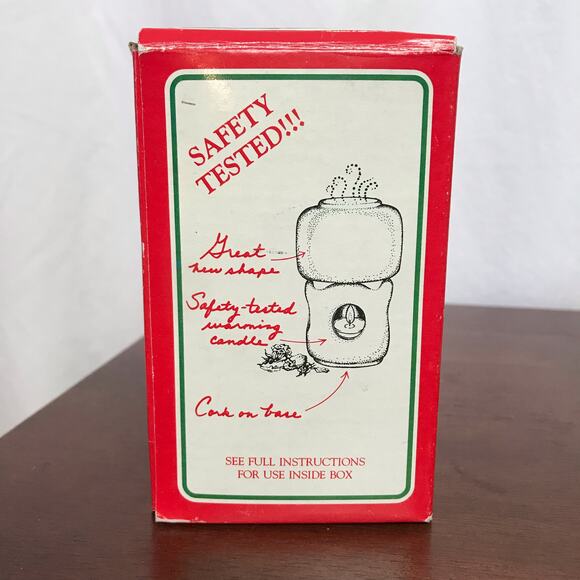 SAFETY
TESTED!!!
Great
new shape
Safety-tested
warming
candle
Cork on base
SEE FULL INSTRUCTIONS
FOR USE INSIDE BOX